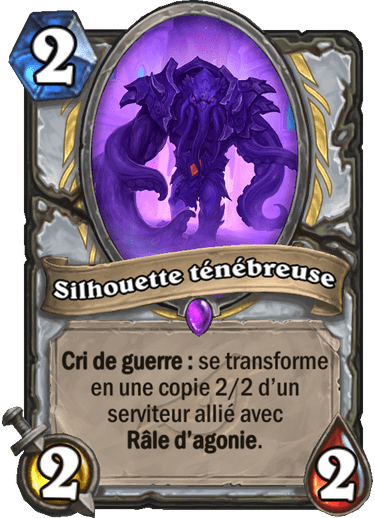 2
Silhouette ténébreuse
Cri de guerre : se transforme
en une copie 2/2 d’un
serviteur allié avec
Râle d’agonie.
2
2